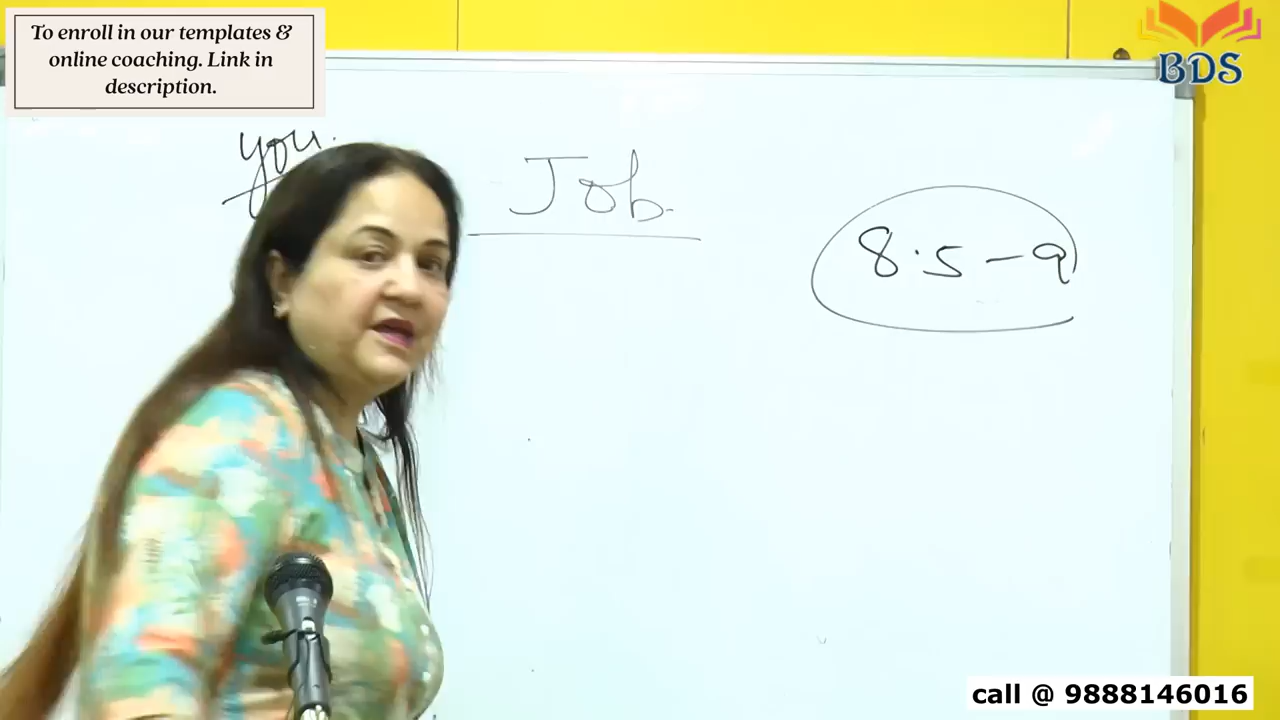 To enroll in our templates &
online coaching. Link in
description.
BDS
you.
Job
8.5-9
call @ 9888146016